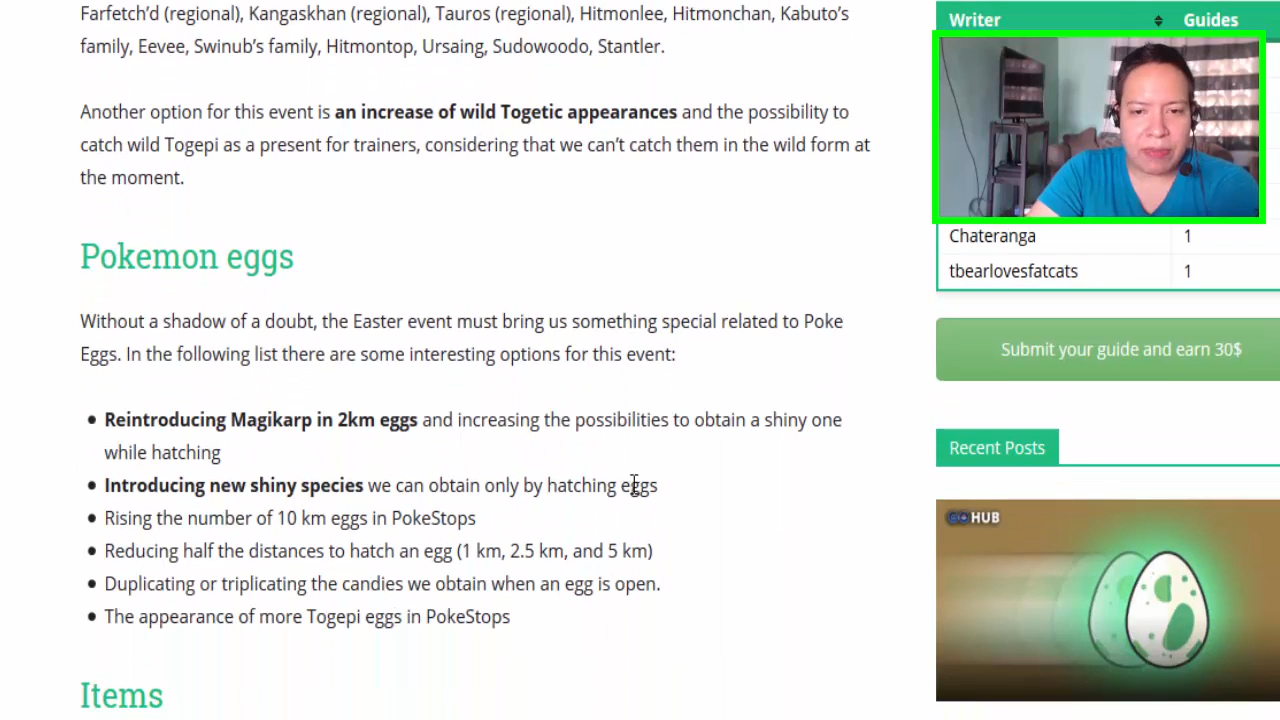 Farfetch'd (regional), Kangaskhan (regional), Tauros (regional), Hitmonlee, Hitmonchan, Kabuto's
family, Eevee, Swinub's family, Hitmontop, Ursaing, Sudowoodo, Stantler.
Another option for this event is an increase of wild Togetic appearances and the possibility to
catch wild Togepi as a present for trainers, considering that we can't catch them in the wild form at
the moment.
Pokemon eggs
Without a shadow of a doubt, the Easter event must bring us something special related to Poke
Eggs. In the following list there are some interesting options for this event:
• Reintroducing Magikarp in 2km eggs and increasing the possibilities to obtain a shiny one
while hatching
• Introducing new shiny species we can obtain only by hatching eggs
• Rising the number of 10 km eggs in PokeStops
• Reducing half the distances to hatch an egg (1 km, 2.5 km, and 5 km)
• Duplicating or triplicating the candies we obtain when an egg is open.
• The appearance of more Togepi eggs in PokeStops
Items
Writer Guides
Chateranga 1
tbearlovesfatcats 1
Submit your guide and earn 30$
Recent Posts
GO HUB